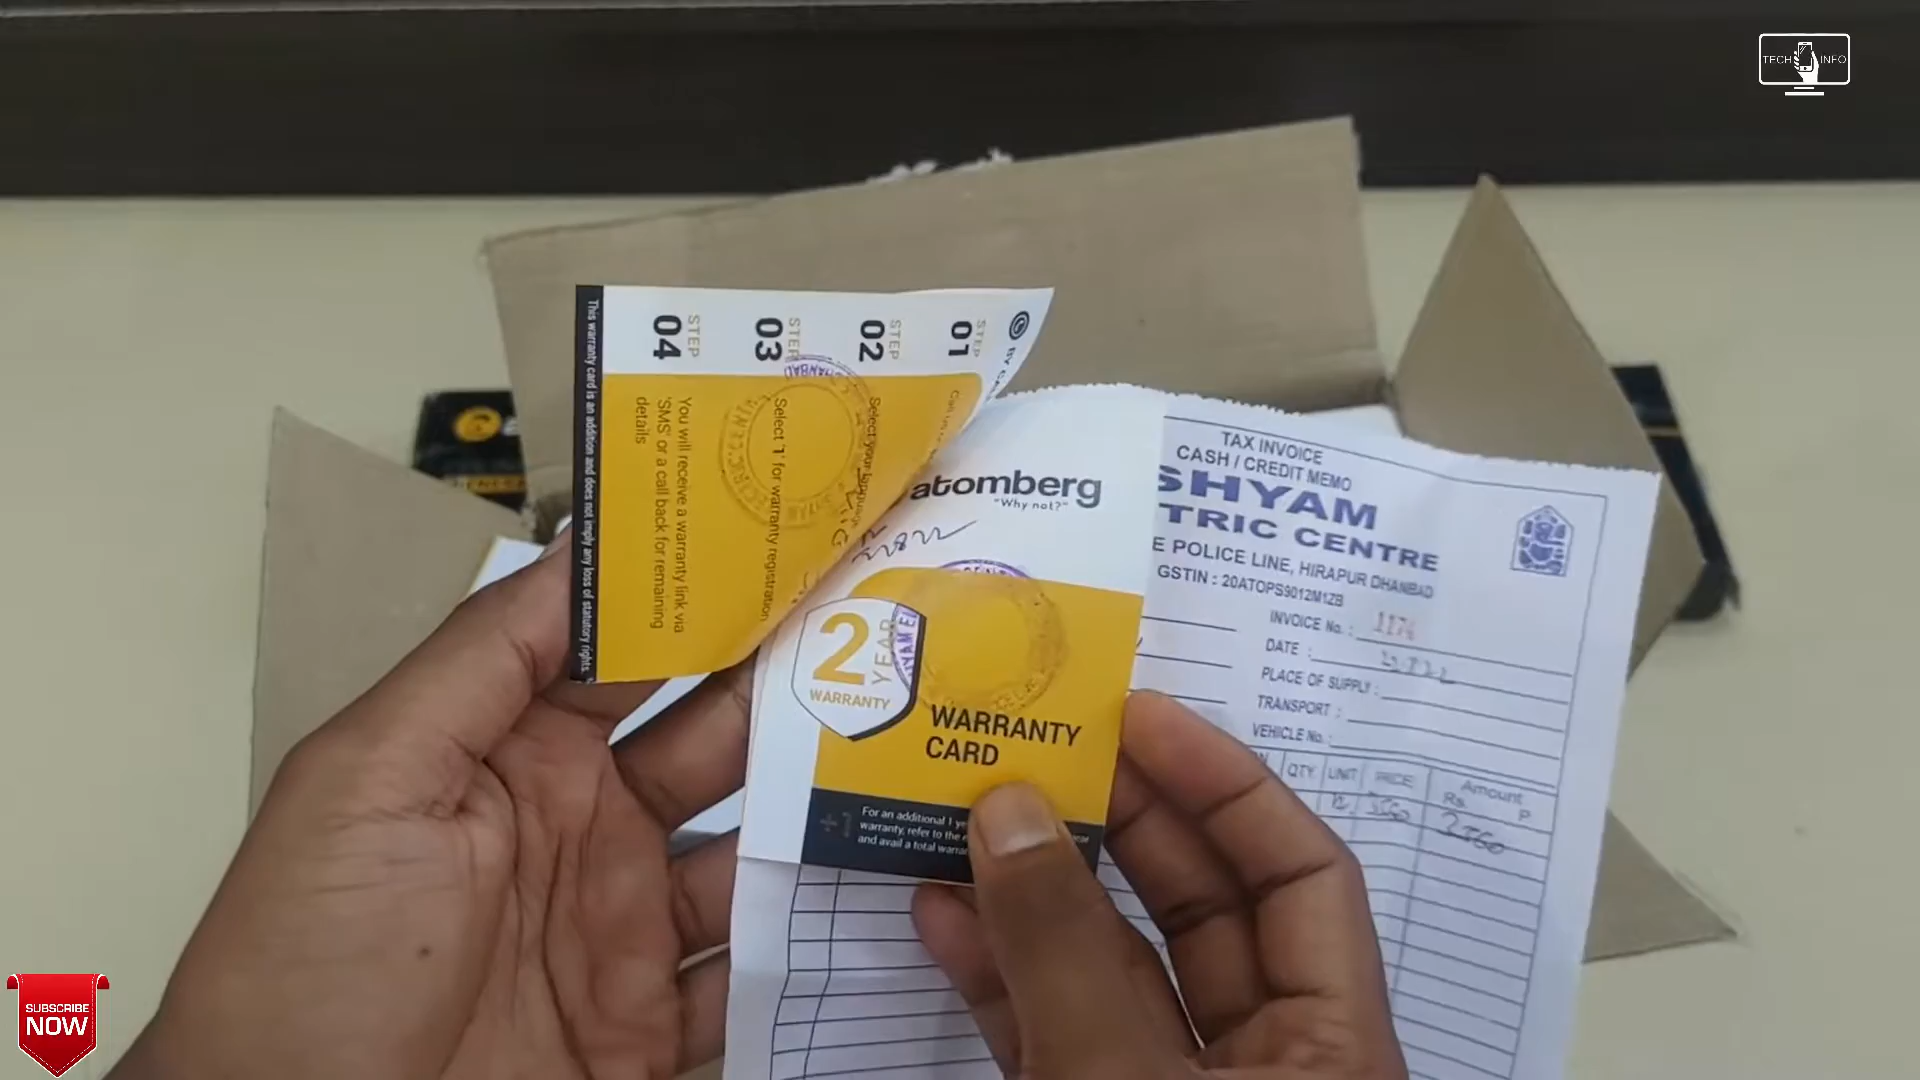 TECH INFO
This warranty card is an addition and does not imply any loss of statutory rights.
STEP 01
STEP 02
Select your language
STEP 03
Select '1' for warranty registration
STEP 04
You will receive a warranty link via
'SMS' or a call back for remaining
details
atomberg
"Why not?"
2 YEAR
WARRANTY
WARRANTY
CARD
For an additional 1
warranty, refer to the
and avail a total
TAX INVOICE
CASH / CREDIT MEMO
SHYAM
TRIC CENTRE
E POLICE LINE, HIRAPUR DHANBAD
GSTIN : 20ATOPS9012M1ZB
INVOICE No. :
DATE :
PLACE OF SUPPLY :
TRANSPORT :
VEHICLE No. :
QTY. UNIT PRICE Amount
Rs. P
SUBSCRIBE
NOW